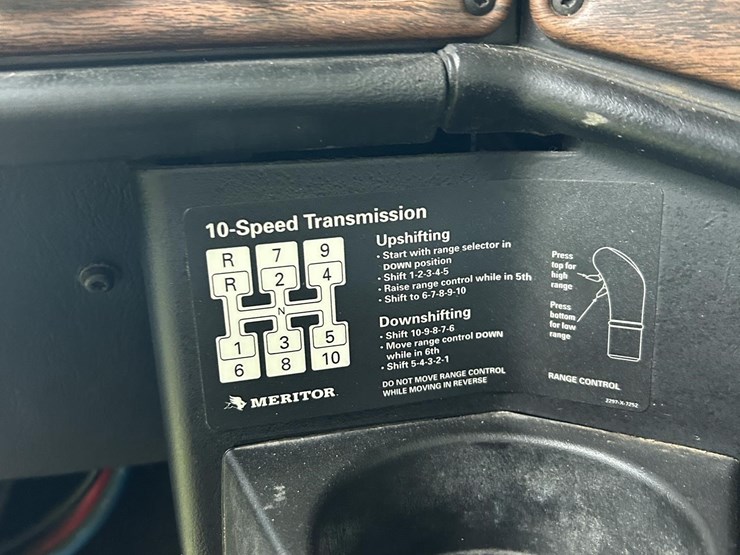 10-Speed Transmission
R 7 9
R 2 4
N
1 3 5
6 8 10
MERITOR
Upshifting
• Start with range selector in
DOWN position
• Shift 1-2-3-4-5
• Raise range control while in 5th
• Shift to 6-7-8-9-10
Downshifting
• Shift 10-9-8-7-6
• Move range control DOWN
while in 6th
• Shift 5-4-3-2-1
DO NOT MOVE RANGE CONTROL
WHILE MOVING IN REVERSE
Press
top for
high
range
Press
bottom
for low
range
RANGE CONTROL
2297-X-7252